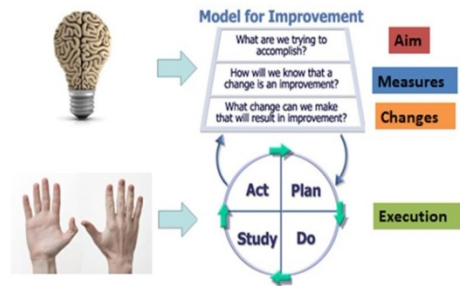 Model for Improvement
What are we trying to
accomplish?
Aim
How will we know that a
change is an improvement?
Measures
What change can we make
that will result in improvement?
Changes
Act
Plan
Study
Do
Execution